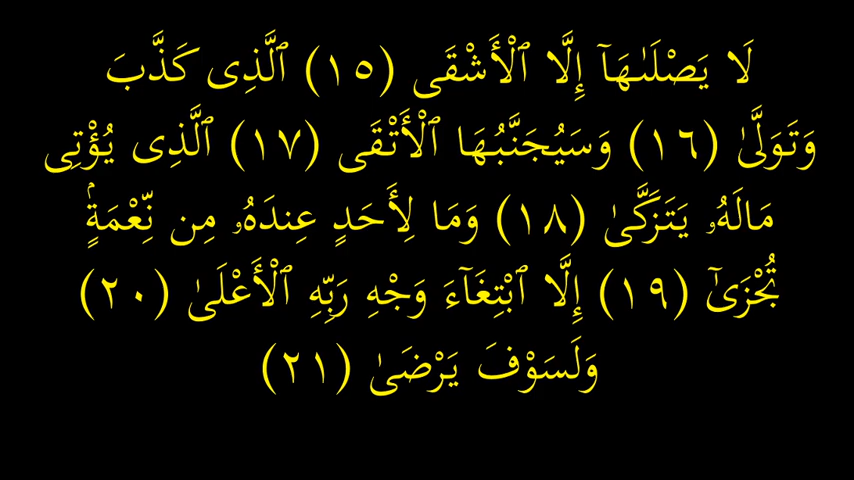 لَا يَصْلَىٰهَآ إِلَّا ٱلْأَشْقَى (١٥) ٱلَّذِى كَذَّبَ
وَتَوَلَّىٰ (١٦) وَسَيُجَنَّبُهَا ٱلْأَتْقَى (١٧) ٱلَّذِى يُؤْتِى
مَالَهُۥ يَتَزَكَّىٰ (١٨) وَمَا لِأَحَدٍ عِندَهُۥ مِن نِّعْمَةٍۢ
تُجْزَىٰٓ (١٩) إِلَّا ٱبْتِغَآءَ وَجْهِ رَبِّهِ ٱلْأَعْلَىٰ (٢٠)
وَلَسَوْفَ يَرْضَىٰ (٢١)